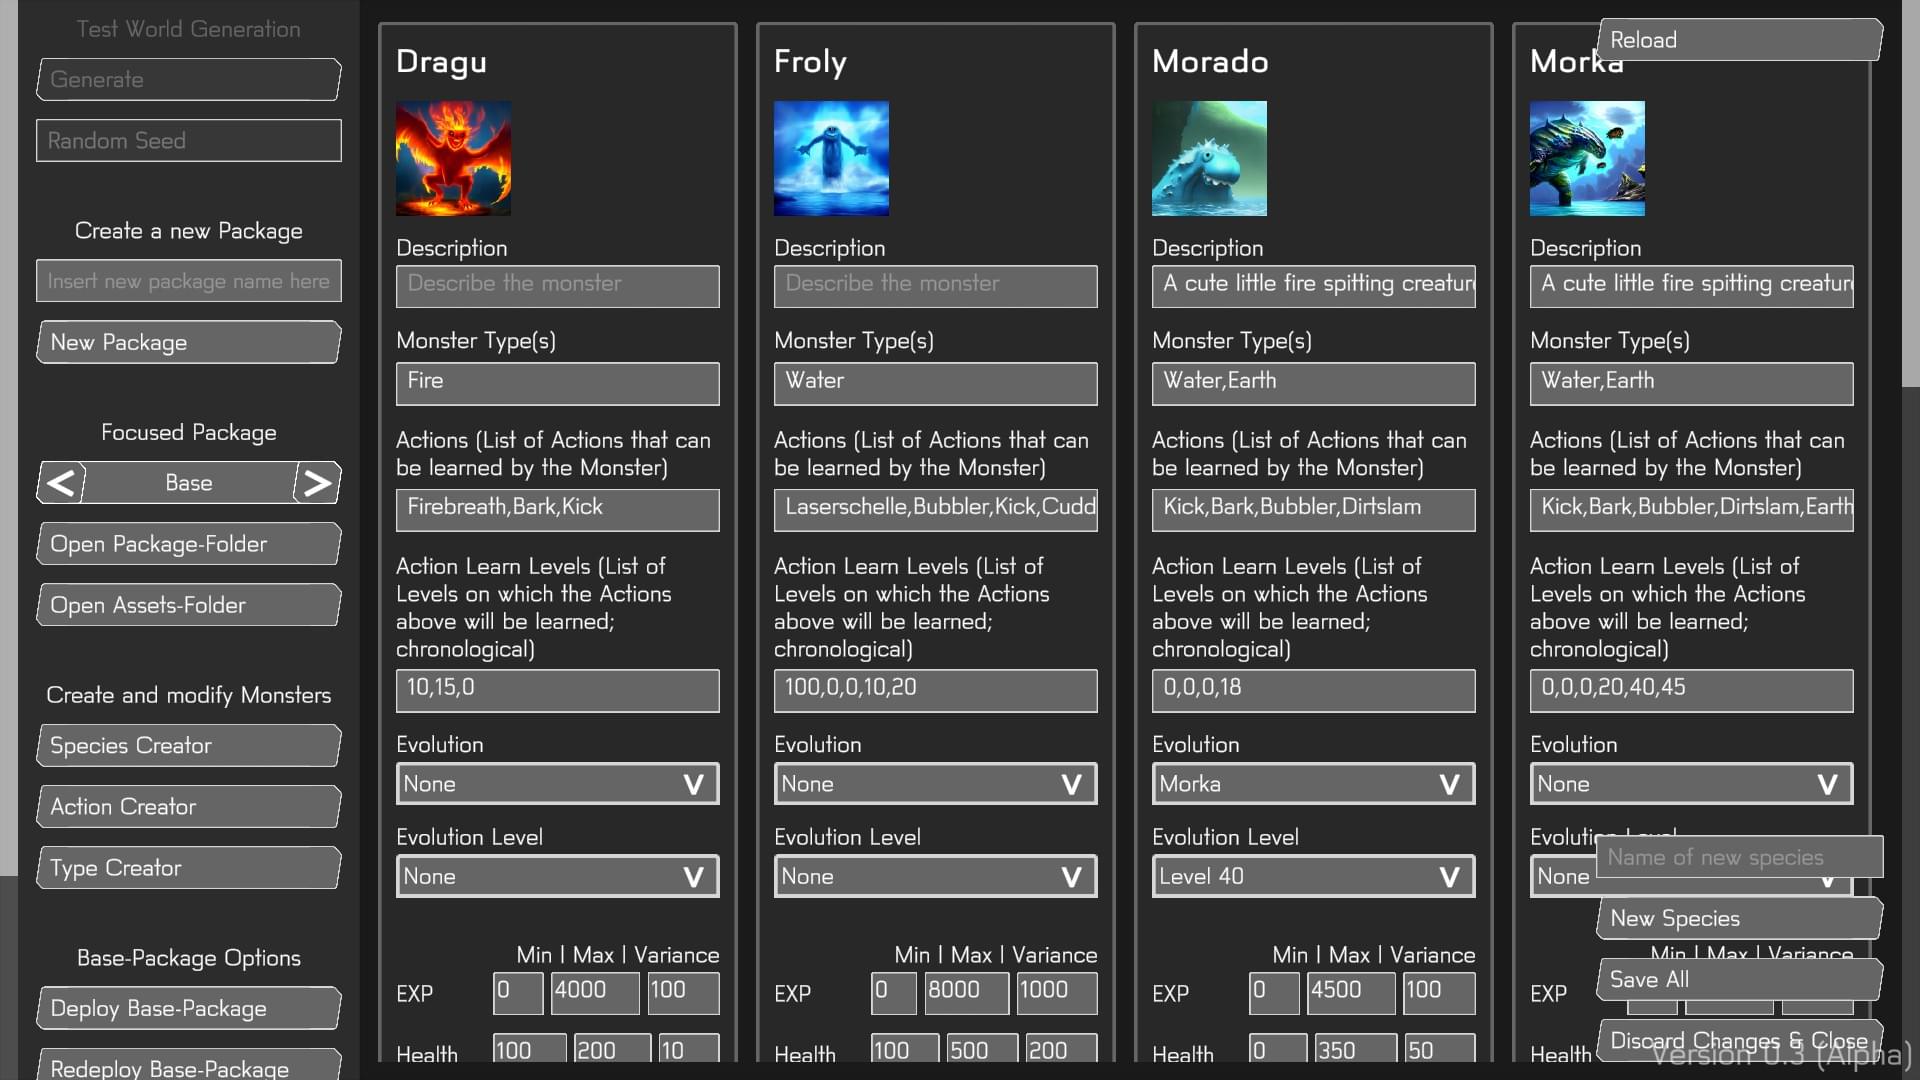 Test World Generation
Generate
Random Seed
Create a new Package
Insert new package name here
New Package
Focused Package
Base
Open Package-Folder
Open Assets-Folder
Create and modify Monsters
Species Creator
Action Creator
Type Creator
Base-Package Options
Deploy Base-Package
Redeploy Base-Package
Dragu
Description
Describe the monster
Monster Type(s)
Fire
Actions (List of Actions that can
be learned by the Monster)
Firebreath,Bark,Kick
Action Learn Levels (List of
Levels on which the Actions
above will be learned;
chronological)
10,15,0
Evolution
None
Evolution Level
None
Min | Max | Variance
EXP 0 4000 100
Health 100 200 10
Froly
Description
Describe the monster
Monster Type(s)
Water
Actions (List of Actions that can
be learned by the Monster)
Laserschelle,Bubbler,Kick,Cudd
Action Learn Levels (List of
Levels on which the Actions
above will be learned;
chronological)
100,0,0,10,20
Evolution
None
Evolution Level
None
Min | Max | Variance
EXP 0 8000 1000
Health 100 500 200
Morado
Description
A cute little fire spitting creatur
Monster Type(s)
Water,Earth
Actions (List of Actions that can
be learned by the Monster)
Kick,Bark,Bubbler,Dirtslam
Action Learn Levels (List of
Levels on which the Actions
above will be learned;
chronological)
0,0,0,18
Evolution
Morka
Evolution Level
Level 40
Min | Max | Variance
EXP 0 4500 100
Health 0 350 50
Morka
Description
A cute little fire spitting creatur
Monster Type(s)
Water,Earth
Actions (List of Actions that can
be learned by the Monster)
Kick,Bark,Bubbler,Dirtslam,Earth
Action Learn Levels (List of
Levels on which the Actions
above will be learned;
chronological)
0,0,0,20,40,45
Evolution
None
Evolution Level
None
Min | Max | Variance
EXP
Health
Reload
Name of new species
New Species
Save All
Discard Changes & Close
Version 0.3 (Alpha)